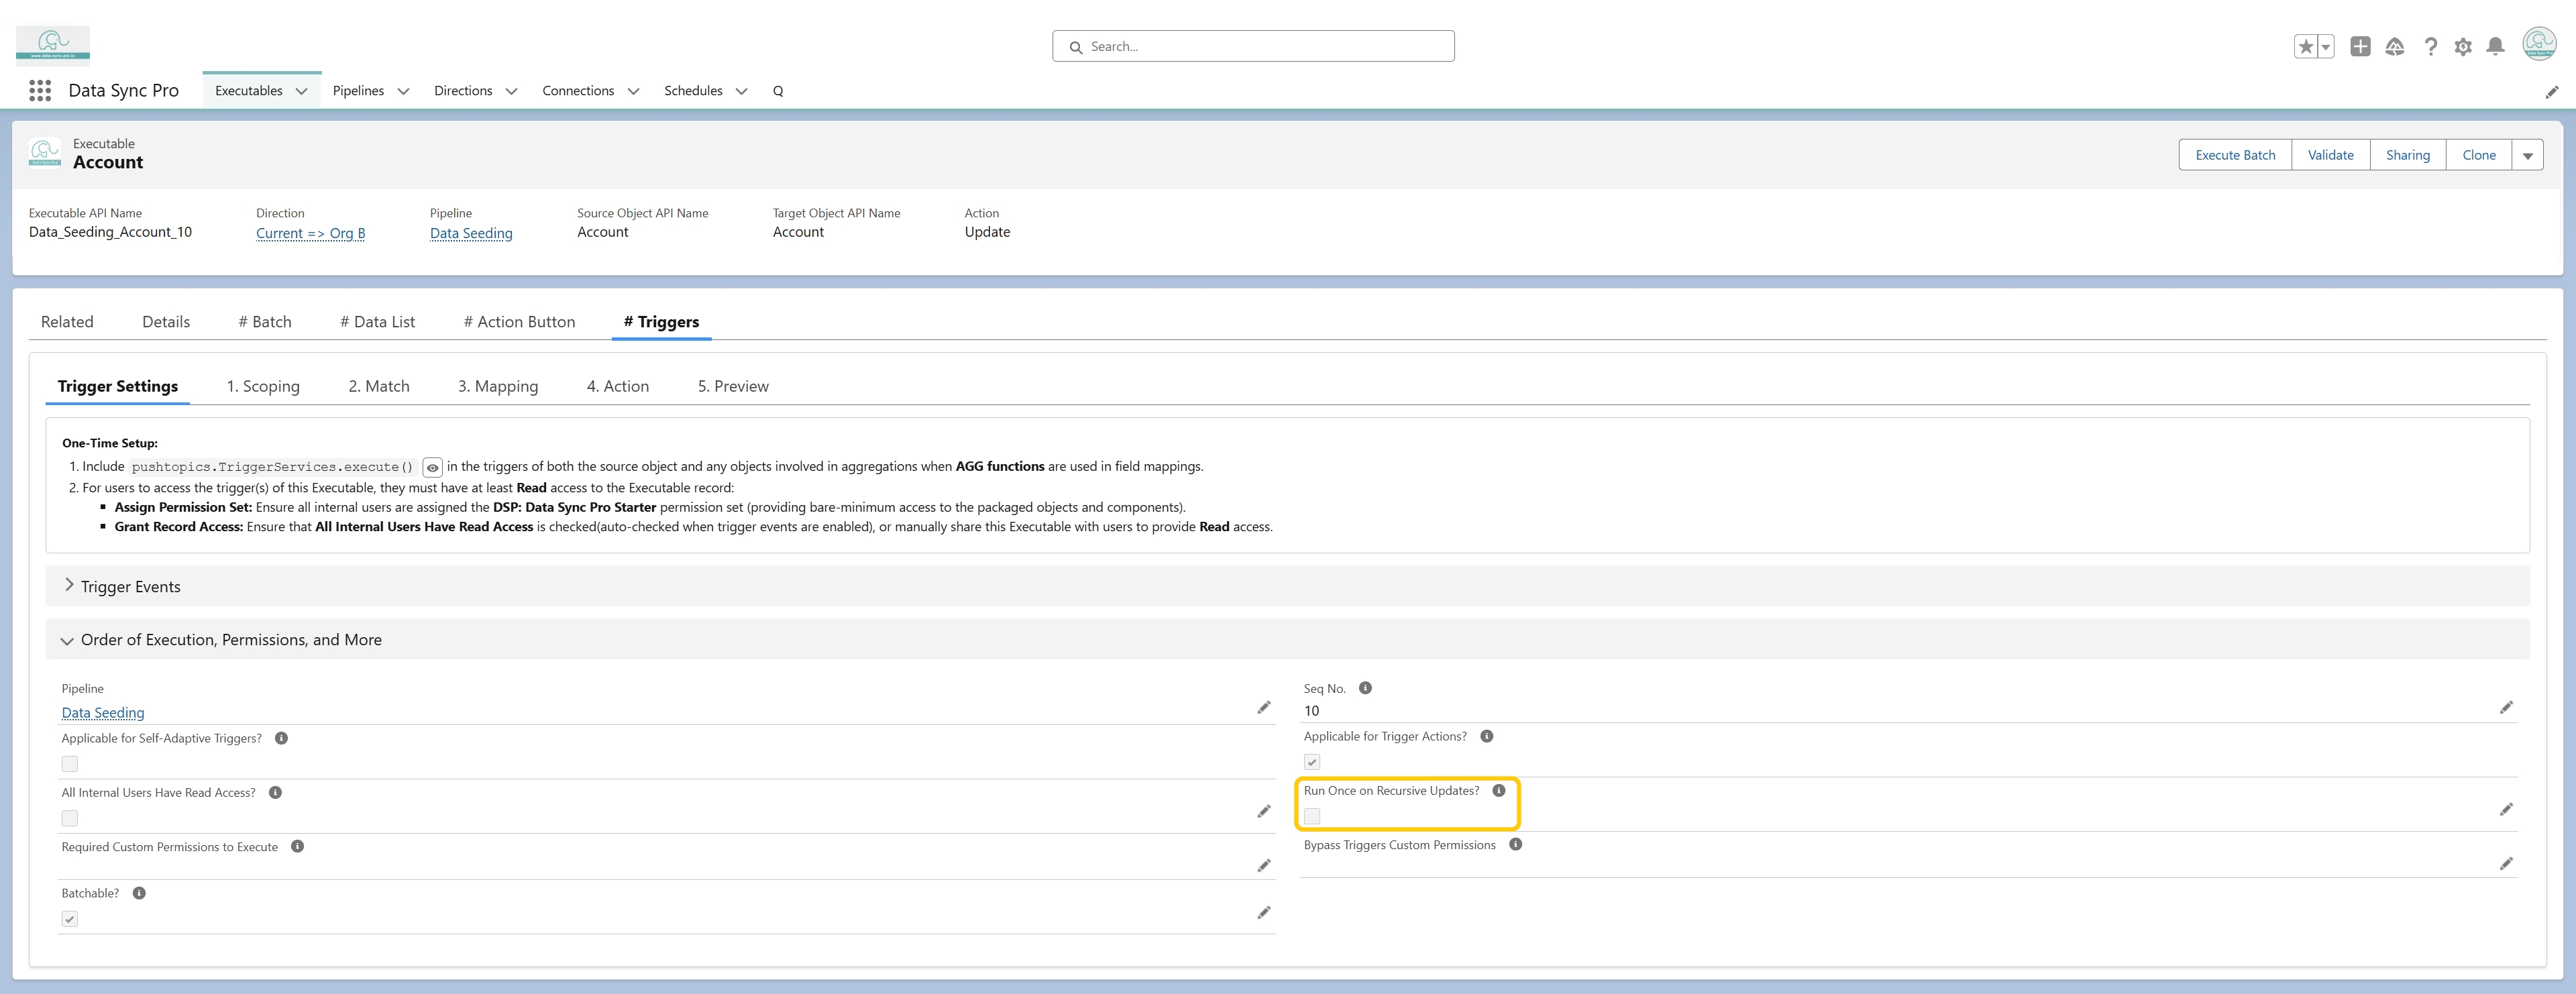 www.data-sync-pro.io
Search...
Data Sync Pro
Executables
Pipelines
Directions
Connections
Schedules
Q
Executable
Account
Execute Batch
Validate
Sharing
Clone
Executable API Name
Data_Seeding_Account_10
Direction
Current => Org B
Pipeline
Data Seeding
Source Object API Name
Account
Target Object API Name
Account
Action
Update
Related
Details
# Batch
# Data List
# Action Button
# Triggers
Trigger Settings
1. Scoping
2. Match
3. Mapping
4. Action
5. Preview
One-Time Setup:
1. Include pushtopics.TriggerServices.execute() in the triggers of both the source object and any objects involved in aggregations when AGG functions are used in field mappings.
2. For users to access the trigger(s) of this Executable, they must have at least Read access to the Executable record:
▪ Assign Permission Set: Ensure all internal users are assigned the DSP: Data Sync Pro Starter permission set (providing bare-minimum access to the packaged objects and components).
▪ Grant Record Access: Ensure that All Internal Users Have Read Access is checked(auto-checked when trigger events are enabled), or manually share this Executable with users to provide Read access.
Trigger Events
Order of Execution, Permissions, and More
Pipeline
Data Seeding
Seq No.
10
Applicable for Self-Adaptive Triggers?
Applicable for Trigger Actions?
All Internal Users Have Read Access?
Run Once on Recursive Updates?
Required Custom Permissions to Execute
Bypass Triggers Custom Permissions
Batchable?